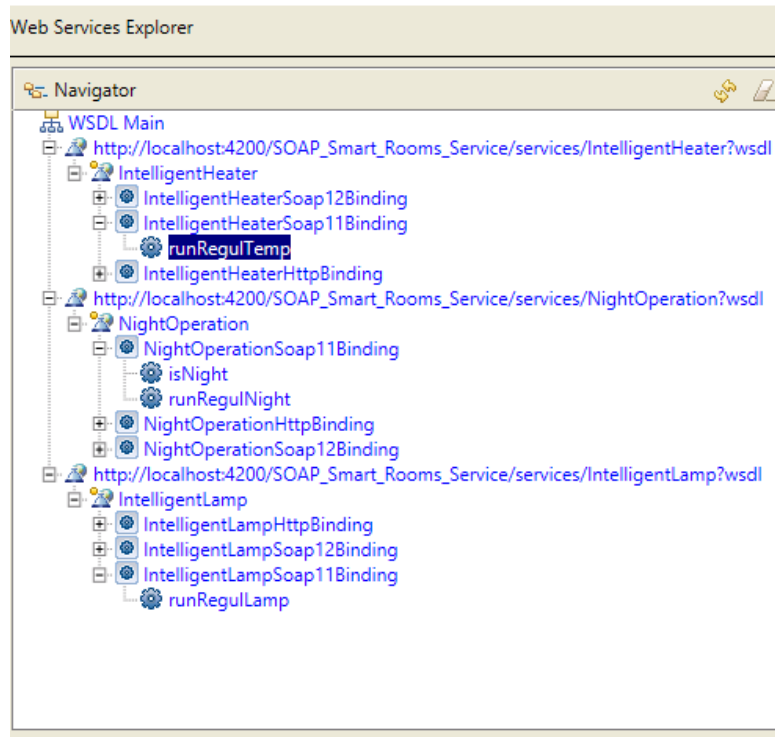 Web Services Explorer
Navigator
WSDL Main
http://localhost:4200/SOAP_Smart_Rooms_Service/services/IntelligentHeater?wsdl
IntelligentHeater
IntelligentHeaterSoap12Binding
IntelligentHeaterSoap11Binding
runRegulTemp
IntelligentHeaterHttpBinding
http://localhost:4200/SOAP_Smart_Rooms_Service/services/NightOperation?wsdl
NightOperation
NightOperationSoap11Binding
isNight
runRegulNight
NightOperationHttpBinding
NightOperationSoap12Binding
http://localhost:4200/SOAP_Smart_Rooms_Service/services/IntelligentLamp?wsdl
IntelligentLamp
IntelligentLampHttpBinding
IntelligentLampSoap12Binding
IntelligentLampSoap11Binding
runRegulLamp